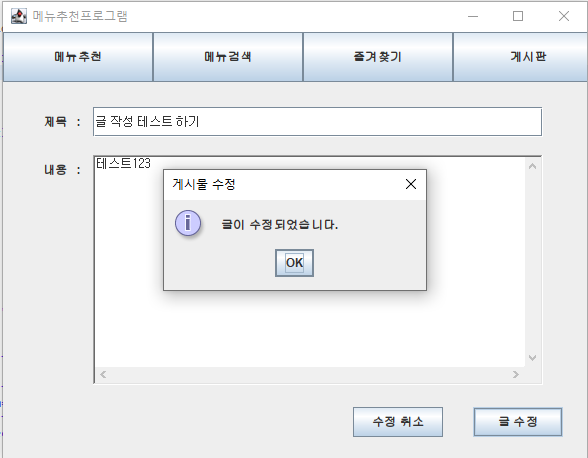 메뉴추천프로그램
메뉴추천 메뉴검색 즐겨찾기 게시판
제목 : 글 작성 테스트 하기
내용 : 테스트123
게시물 수정
글이 수정되었습니다.
OK
수정 취소 글 수정